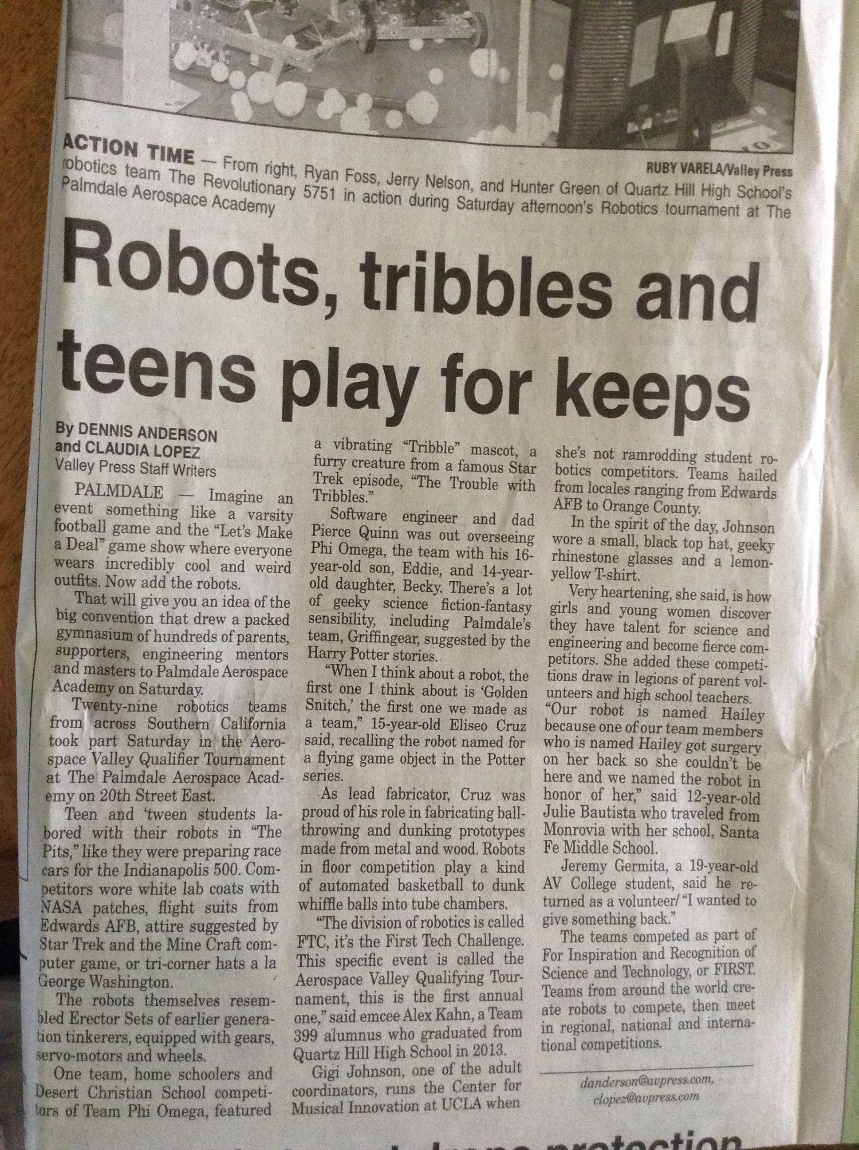 RUBY VARELA/Valley Press
ACTION TIME — From right, Ryan Foss, Jerry Nelson, and Hunter Green of Quartz Hill High School's
robotics team The Revolutionary 5751 in action during Saturday afternoon's Robotics tournament at The
Palmdale Aerospace Academy
Robots, tribbles and
teens play for keeps
By DENNIS ANDERSON
and CLAUDIA LOPEZ
Valley Press Staff Writers
PALMDALE — Imagine an
event something like a varsity
football game and the "Let's Make
a Deal" game show where everyone
wears incredibly cool and weird
outfits. Now add the robots.
That will give you an idea of the
big convention that drew a packed
gymnasium of hundreds of parents,
supporters, engineering mentors
and masters to Palmdale Aerospace
Academy on Saturday.
Twenty-nine robotics teams
from across Southern California
took part Saturday in the Aero-
space Valley Qualifier Tournament
at The Palmdale Aerospace Acad-
emy on 20th Street East.
Teen and 'tween students la-
bored with their robots in "The
Pits," like they were preparing race
cars for the Indianapolis 500. Com-
petitors wore white lab coats with
NASA patches, flight suits from
Edwards AFB, attire suggested by
Star Trek and the Mine Craft com-
puter game, or tri-corner hats a la
George Washington.
The robots themselves resem-
bled Erector Sets of earlier genera-
tion tinkerers, equipped with gears,
servo-motors and wheels.
One team, home schoolers and
Desert Christian School competi-
tors of Team Phi Omega, featured
a vibrating "Tribble" mascot, a
furry creature from a famous Star
Trek episode, "The Trouble with
Tribbles."
Software engineer and dad
Pierce Quinn was out overseeing
Phi Omega, the team with his 16-
year-old son, Eddie, and 14-year-
old daughter, Becky. There's a lot
of geeky science fiction-fantasy
sensibility, including Palmdale's
team, Griffingear, suggested by the
Harry Potter stories.
"When I think about a robot, the
first one I think about is 'Golden
Snitch,' the first one we made as
a team," 15-year-old Eliseo Cruz
said, recalling the robot named for
a flying game object in the Potter
series.
As lead fabricator, Cruz was
proud of his role in fabricating ball-
throwing and dunking prototypes
made from metal and wood. Robots
in floor competition play a kind
of automated basketball to dunk
whiffle balls into tube chambers.
"The division of robotics is called
FTC, it's the First Tech Challenge.
This specific event is called the
Aerospace Valley Qualifying Tour-
nament, this is the first annual
one," said emcee Alex Kahn, a Team
399 alumnus who graduated from
Quartz Hill High School in 2013.
Gigi Johnson, one of the adult
coordinators, runs the Center for
Musical Innovation at UCLA when
she's not ramrodding student ro-
botics competitors. Teams hailed
from locales ranging from Edwards
AFB to Orange County.
In the spirit of the day, Johnson
wore a small, black top hat, geeky
rhinestone glasses and a lemon-
yellow T-shirt.
Very heartening, she said, is how
girls and young women discover
they have talent for science and
engineering and become fierce com-
petitors. She added these competi-
tions draw in legions of parent vol-
unteers and high school teachers.
"Our robot is named Hailey
because one of our team members
who is named Hailey got surgery
on her back so she couldn't be
here and we named the robot in
honor of her," said 12-year-old
Julie Bautista who traveled from
Monrovia with her school, Santa
Fe Middle School.
Jeremy Germita, a 19-year-old
AV College student, said he re-
turned as a volunteer/ "I wanted to
give something back."
The teams competed as part of
For Inspiration and Recognition of
Science and Technology, or FIRST.
Teams from around the world cre-
ate robots to compete, then meet
in regional, national and interna-
tional competitions.
danderson@avpress.com,
clopez@avpress.com
protection